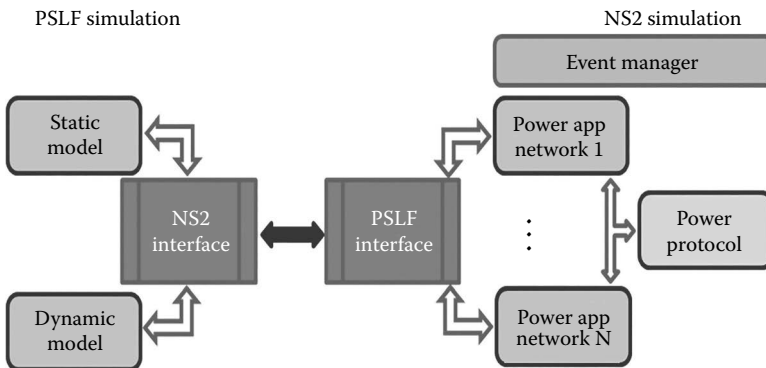 PSLF simulation
NS2 simulation
Event manager
Static
model
Power app
network 1
NS2
interface
PSLF
interface
Power
protocol
Dynamic
model
Power app
network N